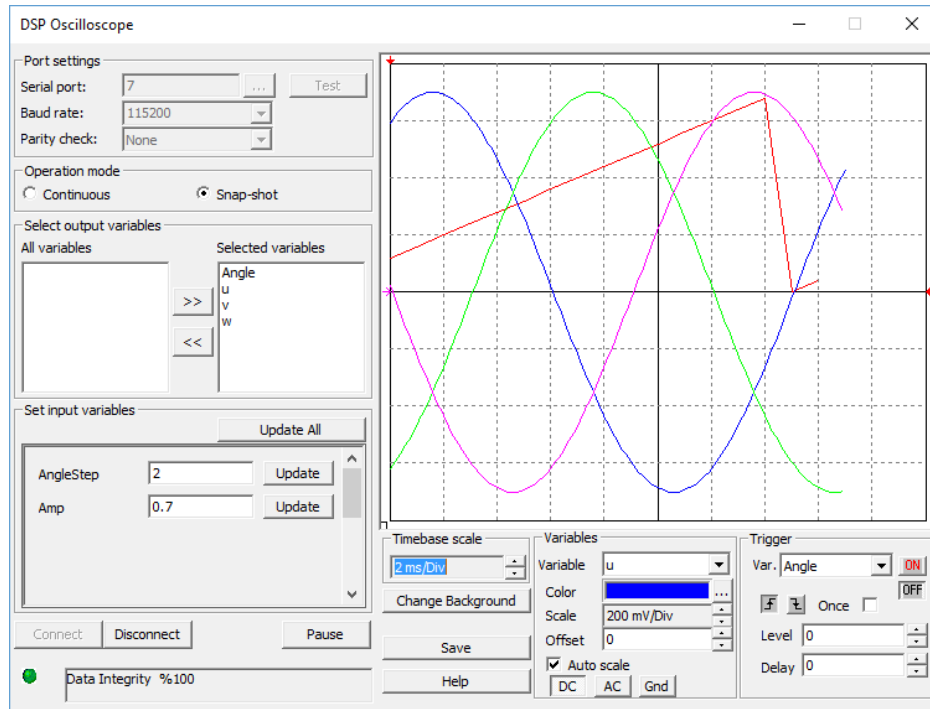 DSP Oscilloscope
Port settings
Serial port: 7 ... Test
Baud rate: 115200
Parity check: None
Operation mode
Continuous Snap-shot
Select output variables
All variables Selected variables
Angle
u
v
w
>>
<<
Set input variables
Update All
AngleStep 2 Update
Amp 0.7 Update
Connect Disconnect Pause
Data Integrity %100
Timebase scale
2 ms/Div
Change Background
Save
Help
Variables
Variable u
Color ...
Scale 200 mV/Div
Offset 0
Auto scale
DC AC Gnd
Trigger
Var. Angle ON
OFF
Once
Level 0
Delay 0